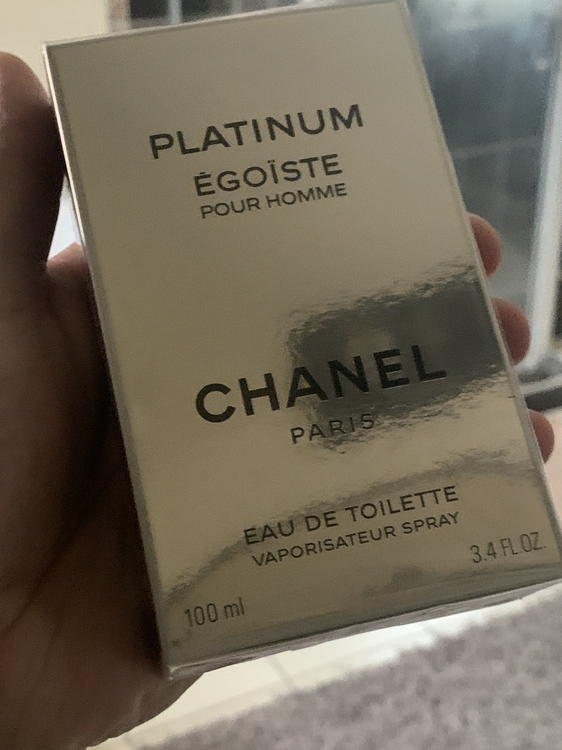 PLATINUM
ÉGOÏSTE
POUR HOMME
CHANEL
PARIS
EAU DE TOILETTE
VAPORISATEUR SPRAY
100 ml
3.4 FL.OZ.